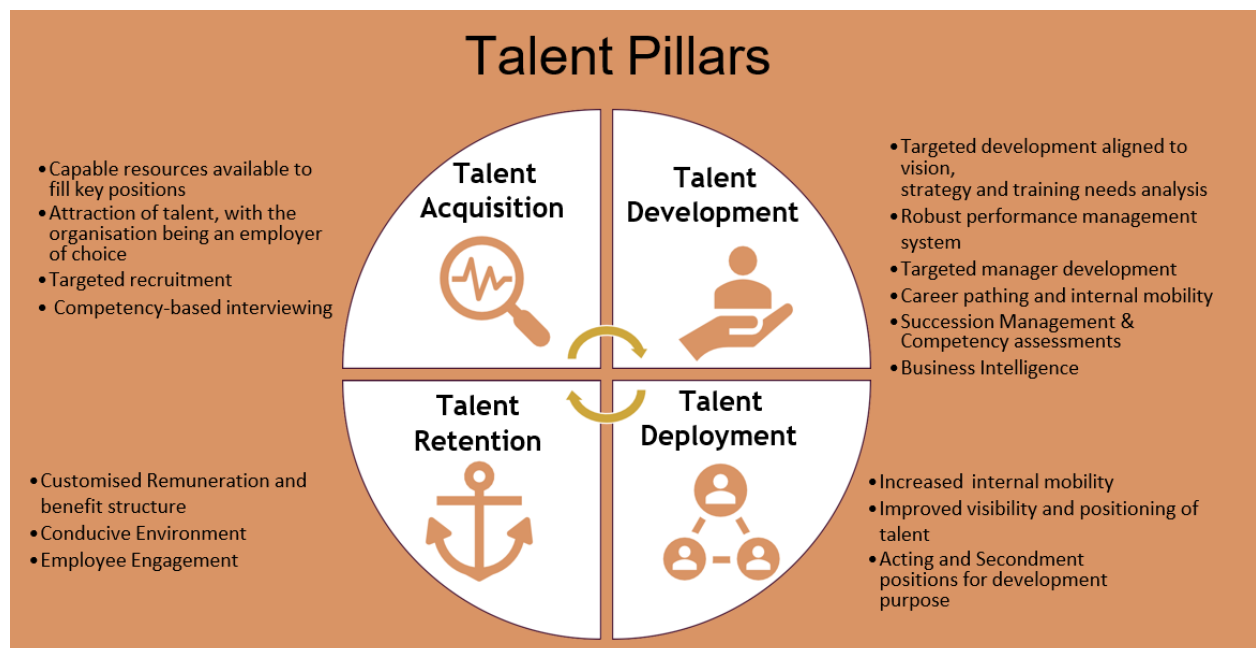 Talent Pillars
Talent
Acquisition
•Capable resources available to
fill key positions
•Attraction of talent, with the
organisation being an employer
of choice
•Targeted recruitment
• Competency-based interviewing
Talent
Development
•Targeted development aligned to
vision,
strategy and training needs analysis
•Robust performance management
system
•Targeted manager development
•Career pathing and internal mobility
•Succession Management &
Competency assessments
•Business Intelligence
Talent
Retention
•Customised Remuneration and
benefit structure
•Conducive Environment
•Employee Engagement
Talent
Deployment
•Increased internal mobility
•Improved visibility and positioning of
talent
•Acting and Secondment
positions for development
purpose